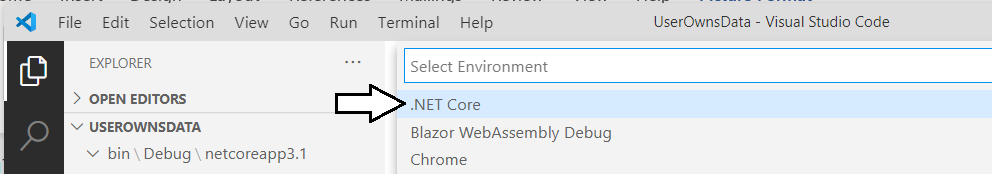 File Edit Selection View Go Run Terminal Help UserOwnsData - Visual Studio Code
EXPLORER
OPEN EDITORS
USEROWNSDATA
bin \ Debug \ netcoreapp3.1
Select Environment
.NET Core
Blazor WebAssembly Debug
Chrome